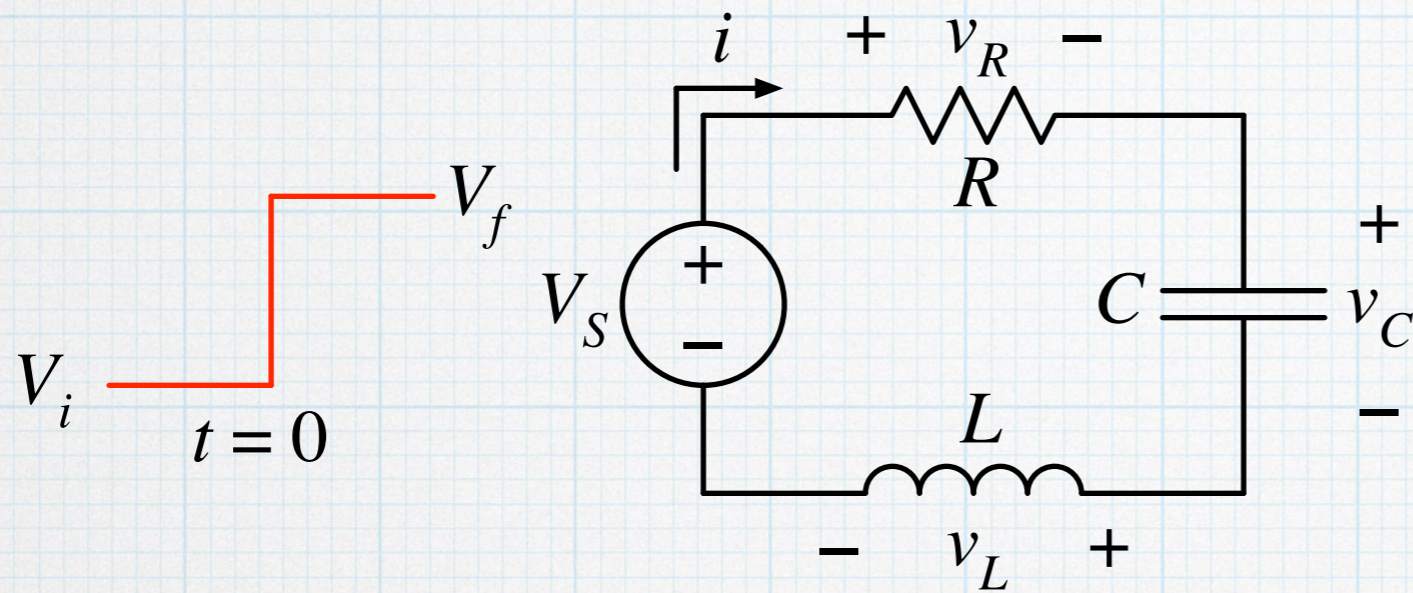 i
+ v_R −
R
V_f
V_i
t = 0
V_S
+
−
C
+
v_C
−
L
− v_L +